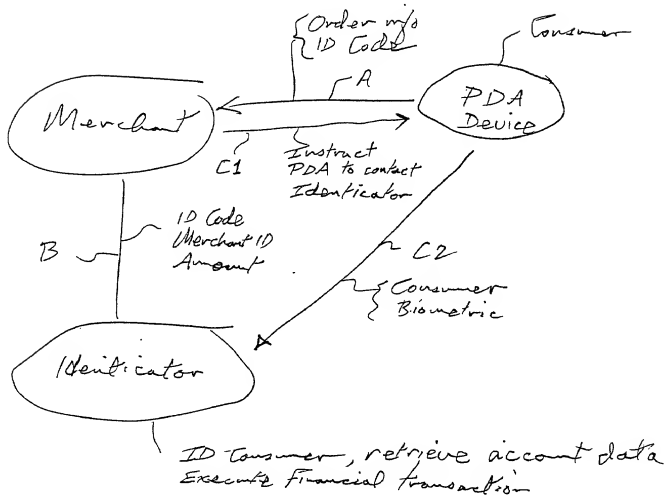 Order info
ID Code
Consumer
A
PDA
Device
Merchant
C1
Instruct
PDA to contact
Identicator
ID Code
Merchant ID
Amount
B
C2
Consumer
Biometric
Identicator
ID Consumer, retrieve account data
Execute Financial transaction